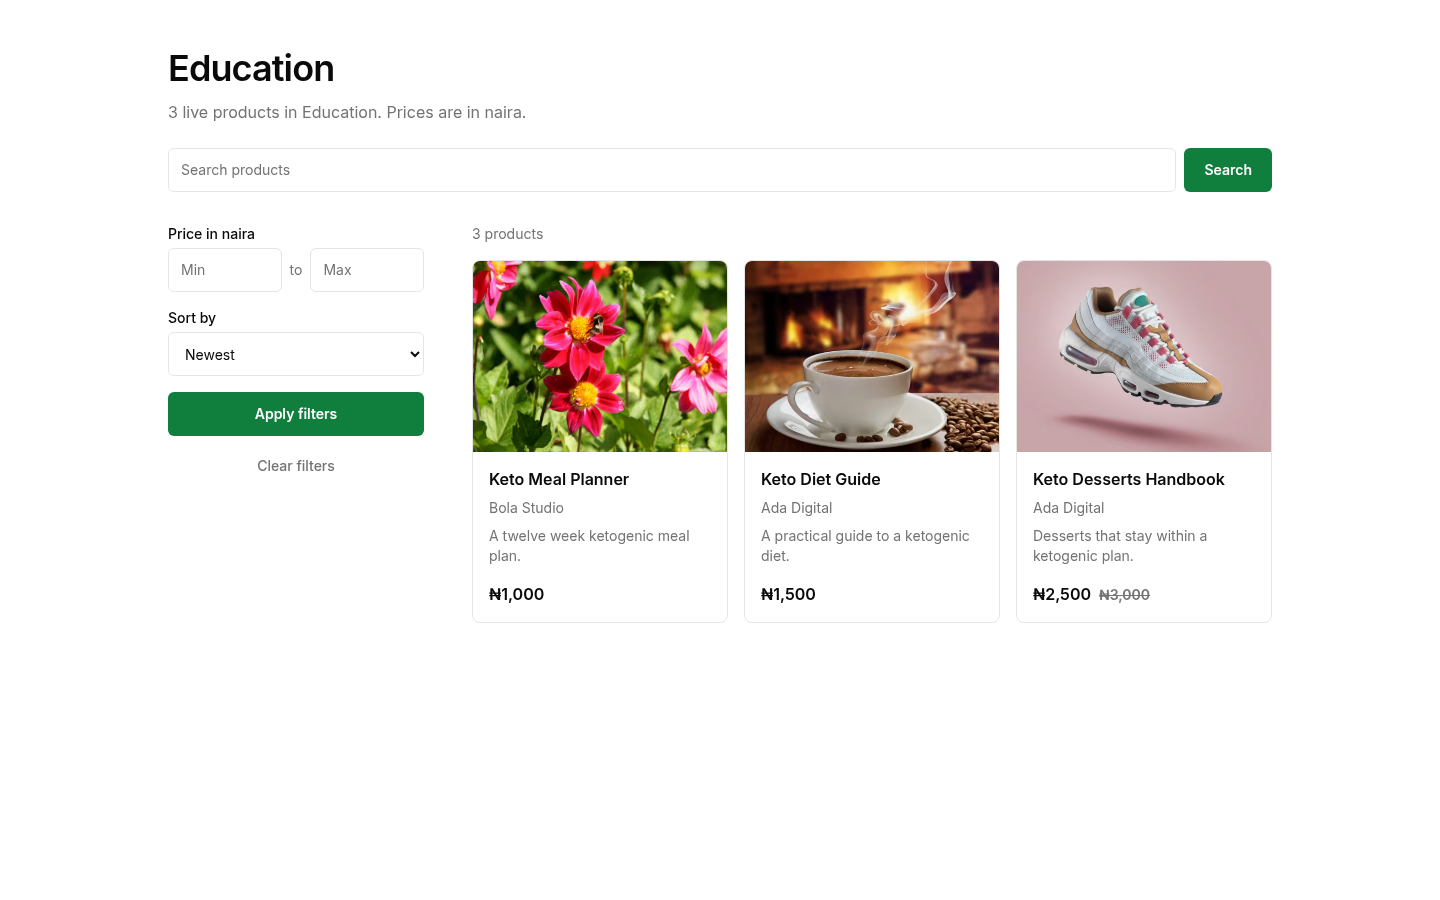 Education
3 live products in Education. Prices are in naira.
Search products
Search
Price in naira
Min
to
Max
Sort by
Newest
Apply filters
Clear filters
3 products
Keto Meal Planner
Bola Studio
A twelve week ketogenic meal
plan.
₦1,000
Keto Diet Guide
Ada Digital
A practical guide to a ketogenic
diet.
₦1,500
Keto Desserts Handbook
Ada Digital
Desserts that stay within a
ketogenic plan.
₦2,500 ₦3,000